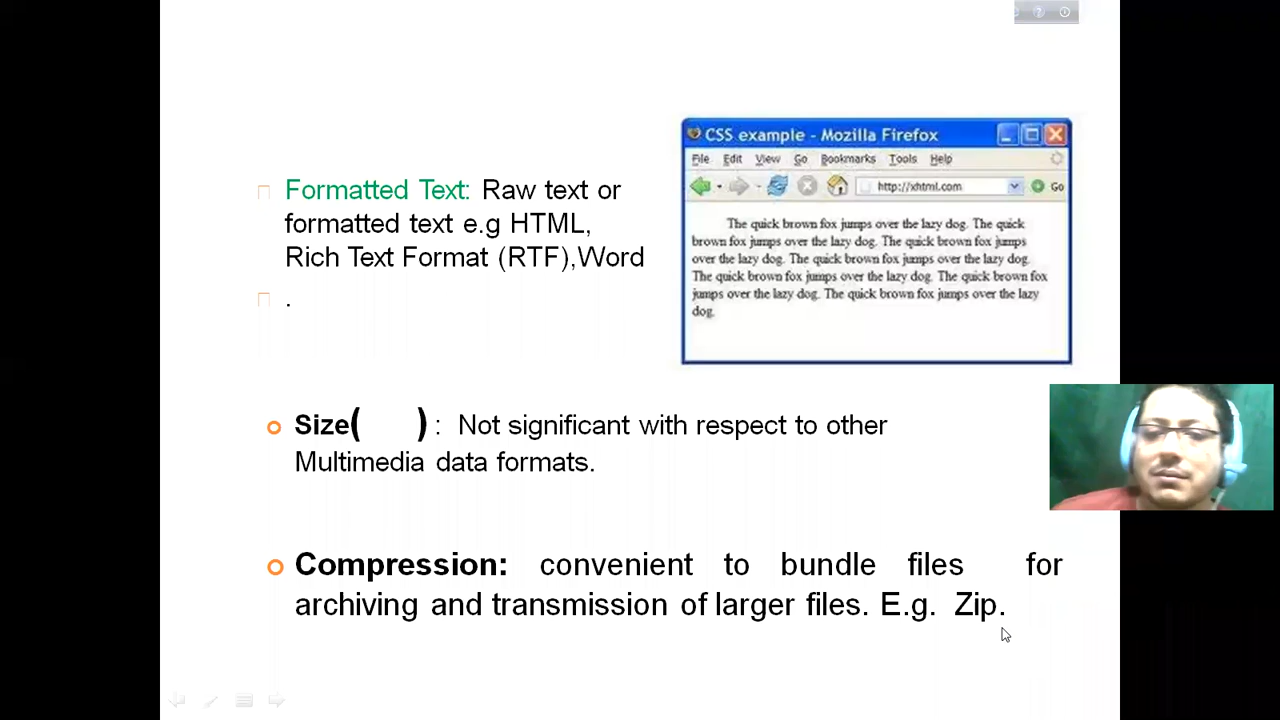 Formatted Text: Raw text or
formatted text e.g HTML,
Rich Text Format (RTF),Word
.
CSS example - Mozilla Firefox
File Edit View Go Bookmarks Tools Help
http://xhtml.com Go
The quick brown fox jumps over the lazy dog. The quick
brown fox jumps over the lazy dog. The quick brown fox jumps
over the lazy dog. The quick brown fox jumps over the lazy dog.
The quick brown fox jumps over the lazy dog. The quick brown fox
jumps over the lazy dog. The quick brown fox jumps over the lazy
dog.
Size( ) : Not significant with respect to other
Multimedia data formats.
Compression: convenient to bundle files for
archiving and transmission of larger files. E.g. Zip.